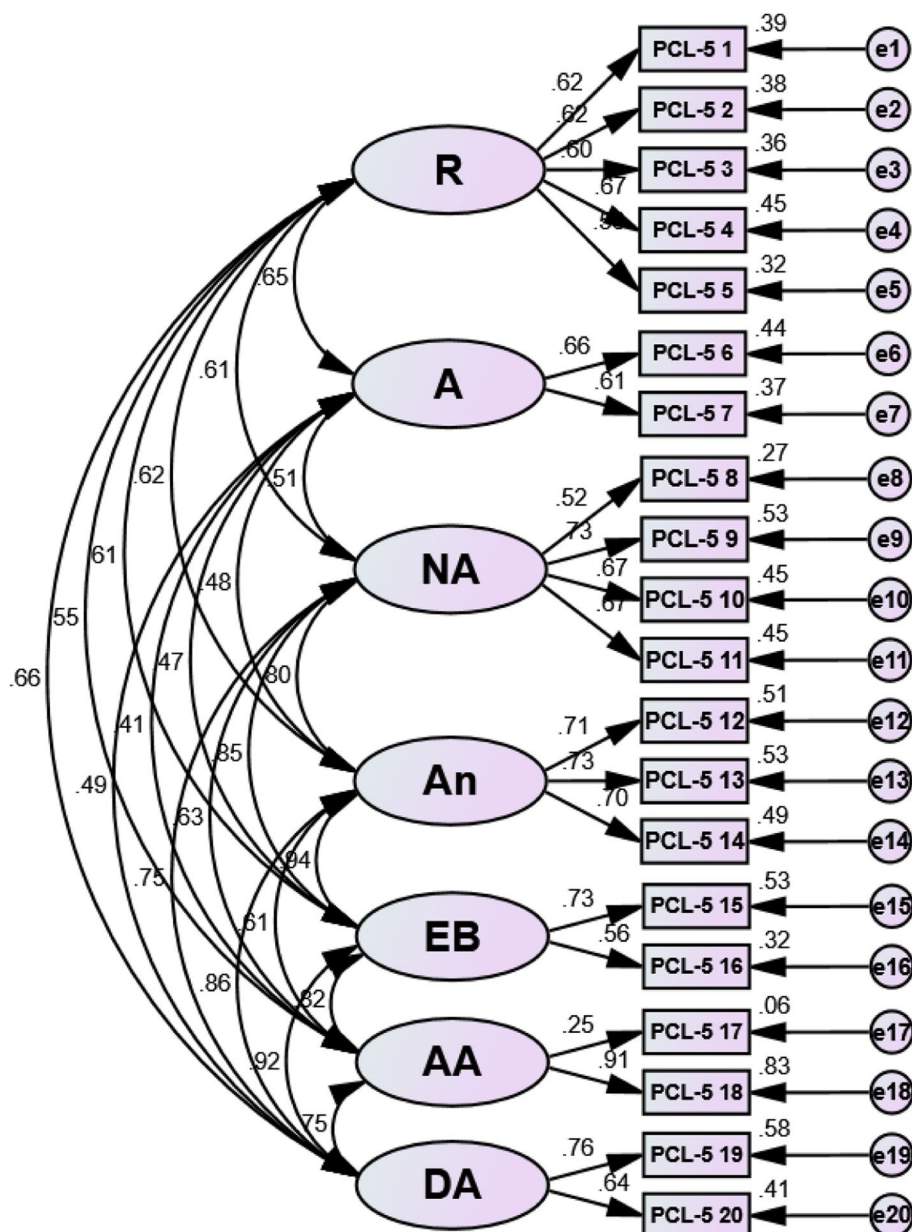 .39
PCL-5 1
e1
.62
.38
PCL-5 2
e2
.62
R
.36
PCL-5 3
e3
.60
.45
PCL-5 4
e4
.67
.32
PCL-5 5
e5
.65
.44
PCL-5 6
e6
.66
A
.37
PCL-5 7
e7
.61
.61
.51
.27
PCL-5 8
e8
.52
.53
PCL-5 9
e9
.73
NA
.45
PCL-5 10
e10
.67
.45
PCL-5 11
e11
.67
.62
.48
.80
.51
PCL-5 12
e12
.71
An
.53
PCL-5 13
e13
.73
.49
PCL-5 14
e14
.70
61
55
.66
.47
.41
.49
.85
.63
.75
.94
.61
.86
.53
PCL-5 15
e15
.73
EB
.32
PCL-5 16
e16
.56
.82
.92
.06
PCL-5 17
e17
.25
AA
.83
PCL-5 18
e18
.91
.75
.58
PCL-5 19
e19
.76
DA
.41
PCL-5 20
e20
.64